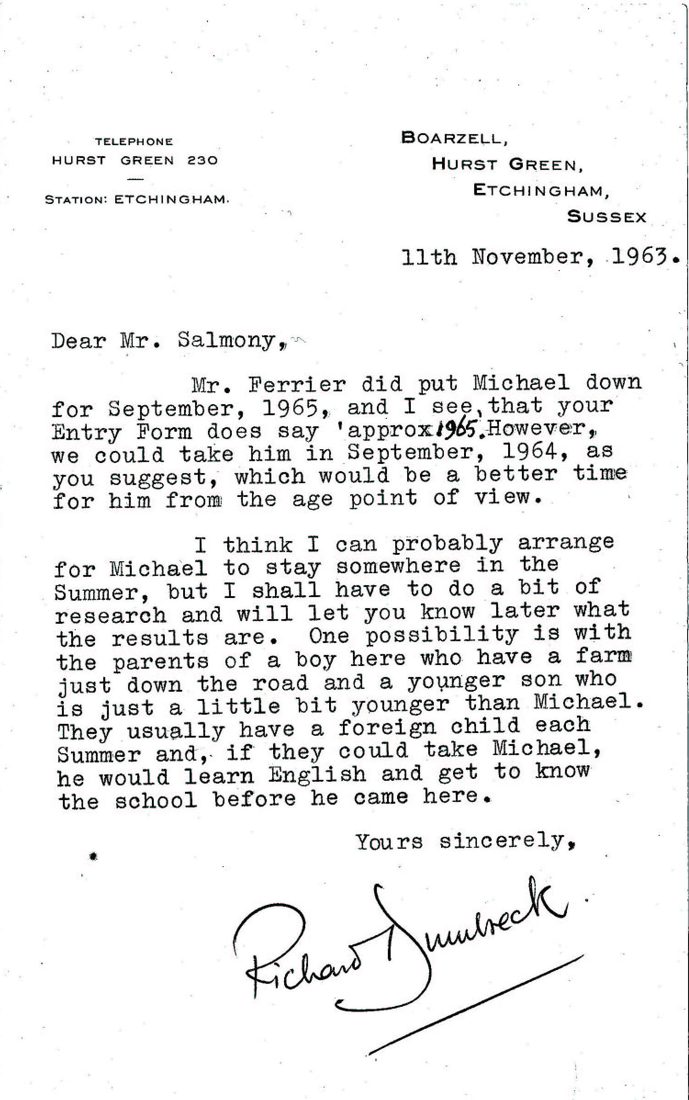 TELEPHONE
HURST GREEN 230
STATION: ETCHINGHAM.
BOARZELL,
HURST GREEN,
ETCHINGHAM,
SUSSEX
11th November, 1963.
Dear Mr. Salmony,
Mr. Ferrier did put Michael down
for September, 1965, and I see, that your
Entry Form does say 'approx 1965. However,
we could take him in September, 1964, as
you suggest, which would be a better time
for him from the age point of view.
I think I can probably arrange
for Michael to stay somewhere in the
Summer, but I shall have to do a bit of
research and will let you know later what
the results are. One possibility is with
the parents of a boy here who have a farm
just down the road and a younger son who
is just a little bit younger than Michael.
They usually have a foreign child each
Summer and, if they could take Michael,
he would learn English and get to know
the school before he came here.
Yours sincerely,
Richard Dumbreck